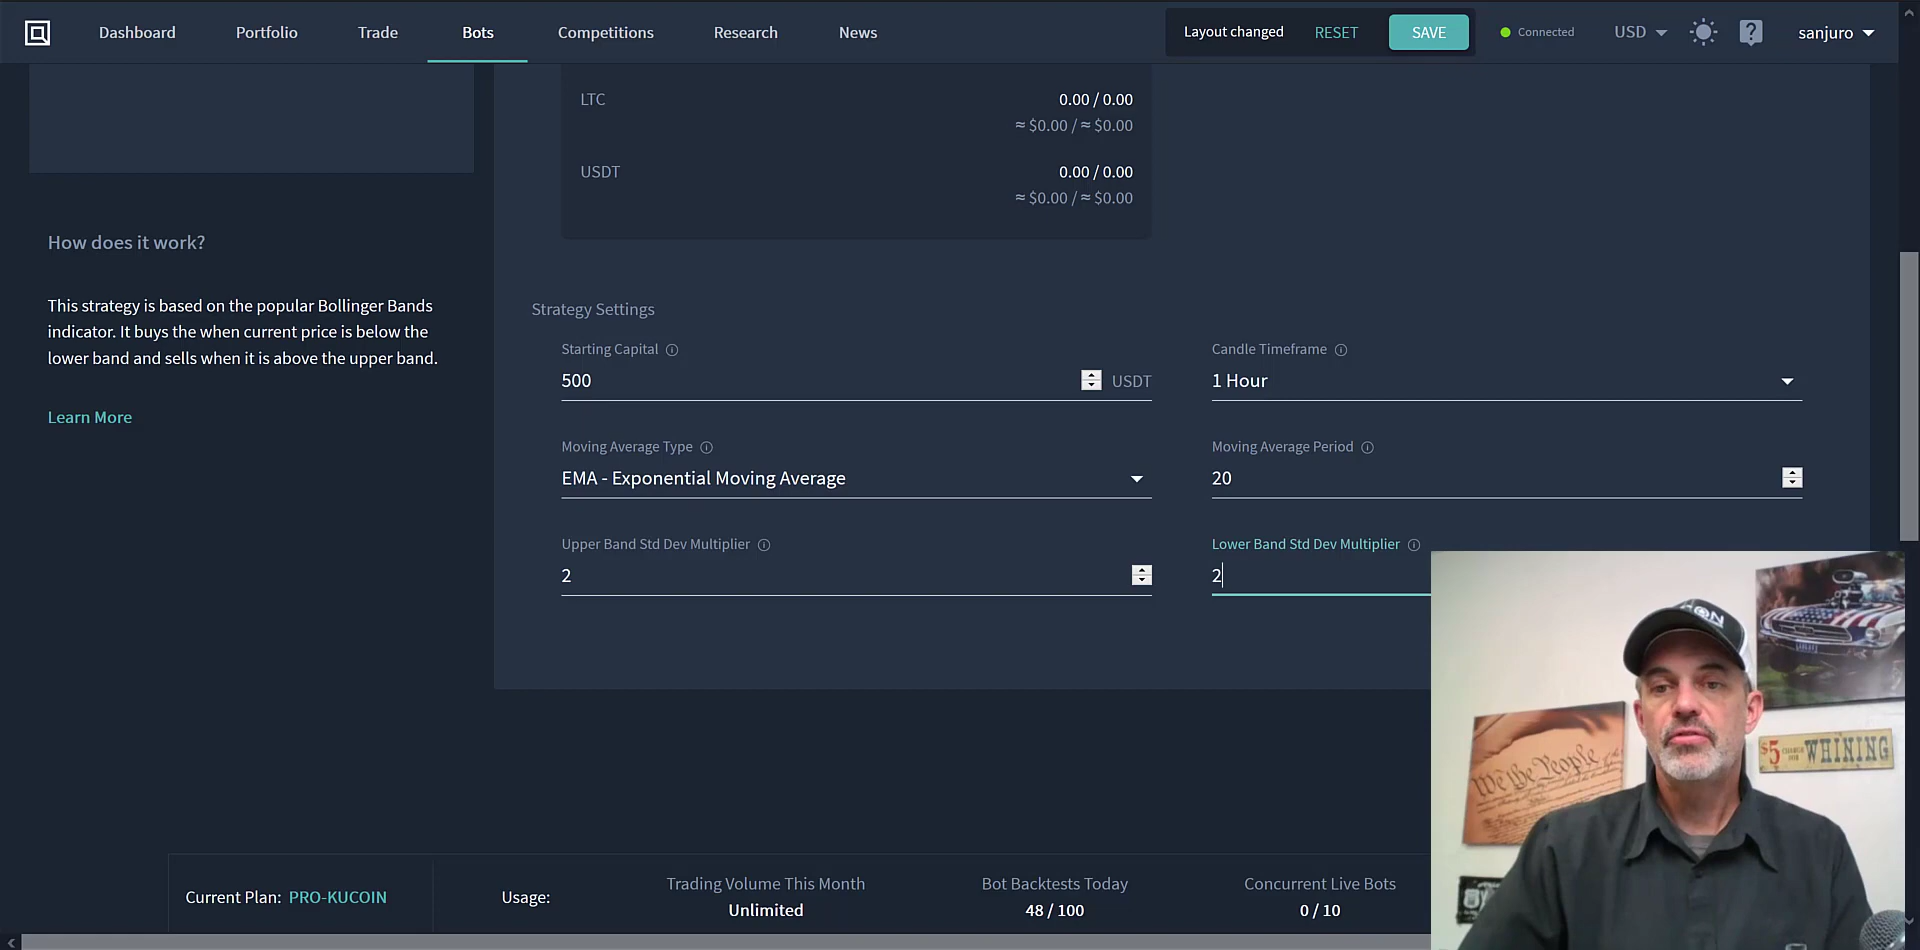 Dashboard
Portfolio
Trade
Bots
Competitions
Research
News
Layout changed
RESET
SAVE
Connected
USD
sanjuro
LTC
0.00 / 0.00
≈ $0.00 / ≈ $0.00
USDT
0.00 / 0.00
≈ $0.00 / ≈ $0.00
How does it work?
This strategy is based on the popular Bollinger Bands
indicator. It buys the when current price is below the
lower band and sells when it is above the upper band.
Learn More
Strategy Settings
Starting Capital
500
USDT
Candle Timeframe
1 Hour
Moving Average Type
EMA - Exponential Moving Average
Moving Average Period
20
Upper Band Std Dev Multiplier
2
Lower Band Std Dev Multiplier
2
We the People
$5
WHINING
Current Plan: PRO-KUCOIN
Usage:
Trading Volume This Month
Unlimited
Bot Backtests Today
48 / 100
Concurrent Live Bots
0 / 10